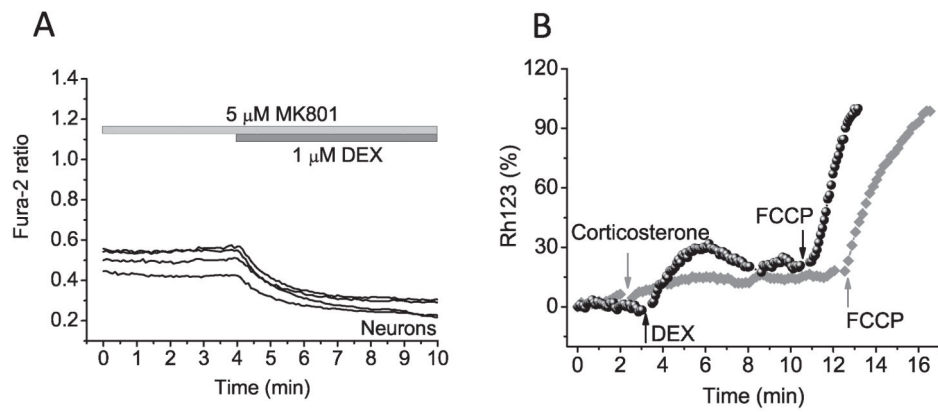 A
Fura-2 ratio
1.4
1.2
1.0
0.8
0.6
0.4
0.2
5 μM MK801
1 μM DEX
Neurons
0 1 2 3 4 5 6 7 8 9 10
Time (min)
B
Rh123 (%)
120
90
60
30
0
Corticosterone
FCCP
DEX
FCCP
0 2 4 6 8 10 12 14 16
Time (min)